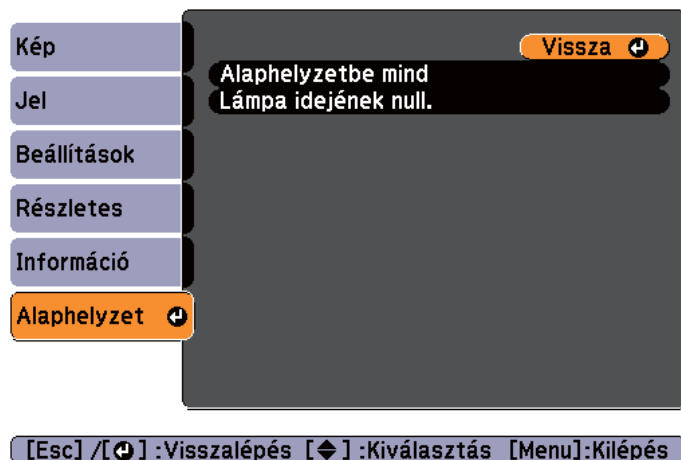 Kép
Jel
Beállítások
Részletes
Információ
Alaphelyzet
Vissza
Alaphelyzetbe mind
Lámpa idejének null.
[Esc] /[⏎] :Visszalépés [◆] :Kiválasztás [Menu]:Kilépés